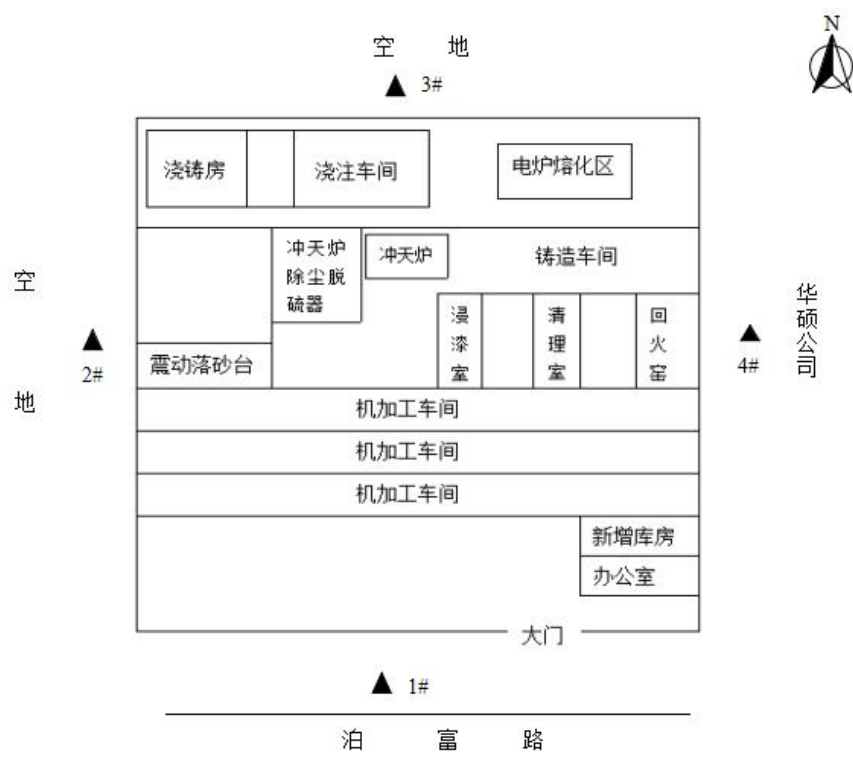 N
空 地
▲ 3#
浇铸房
浇注车间
电炉熔化区
冲天炉
除尘脱
硫器
冲天炉
铸造车间
空
地
▲
2#
震动落砂台
浸
漆
室
清
理
室
回
火
窑
▲
4#
华
硕
公
司
机加工车间
机加工车间
机加工车间
新增库房
办公室
大门
▲ 1#
泊 富 路